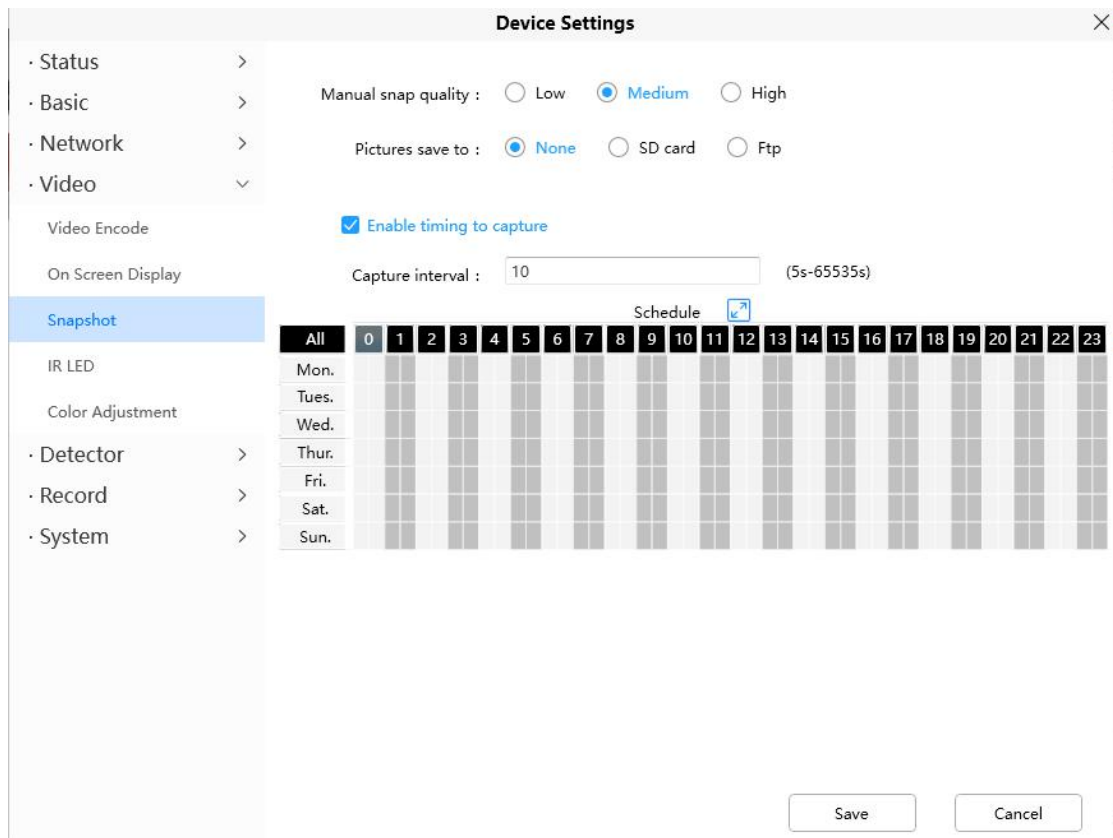 Device Settings
· Status
· Basic
· Network
· Video
Video Encode
On Screen Display
Snapshot
IR LED
Color Adjustment
· Detector
· Record
· System
Manual snap quality : Low Medium High
Pictures save to : None SD card Ftp
Enable timing to capture
Capture interval : 10 (5s-65535s)
Schedule
All 0 1 2 3 4 5 6 7 8 9 10 11 12 13 14 15 16 17 18 19 20 21 22 23
Mon.
Tues.
Wed.
Thur.
Fri.
Sat.
Sun.
Save Cancel